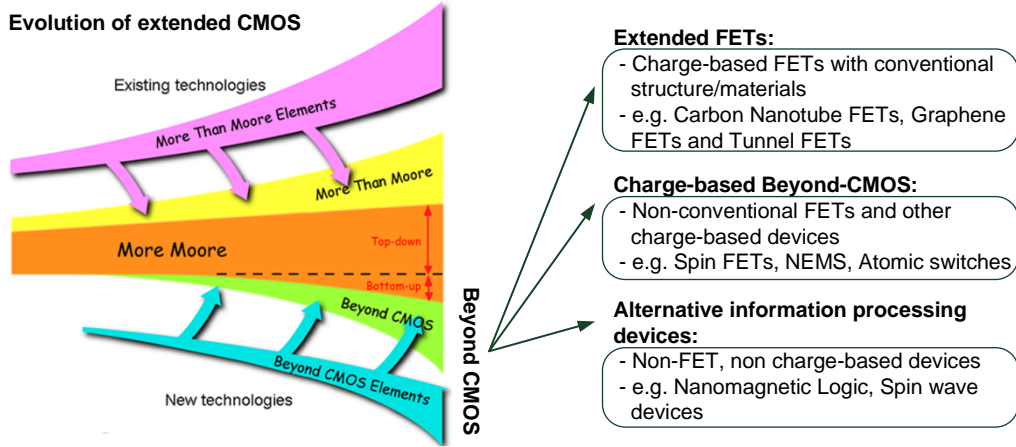 Evolution of extended CMOS
Existing technologies
More Than Moore Elements
More Than Moore
More Moore
Top-down
Bottom-up
Beyond CMOS
Beyond CMOS Elements
New technologies
Beyond CMOS
Extended FETs:
- Charge-based FETs with conventional
structure/materials
- e.g. Carbon Nanotube FETs, Graphene
FETs and Tunnel FETs
Charge-based Beyond-CMOS:
- Non-conventional FETs and other
charge-based devices
- e.g. Spin FETs, NEMS, Atomic switches
Alternative information processing
devices:
- Non-FET, non charge-based devices
- e.g. Nanomagnetic Logic, Spin wave
devices